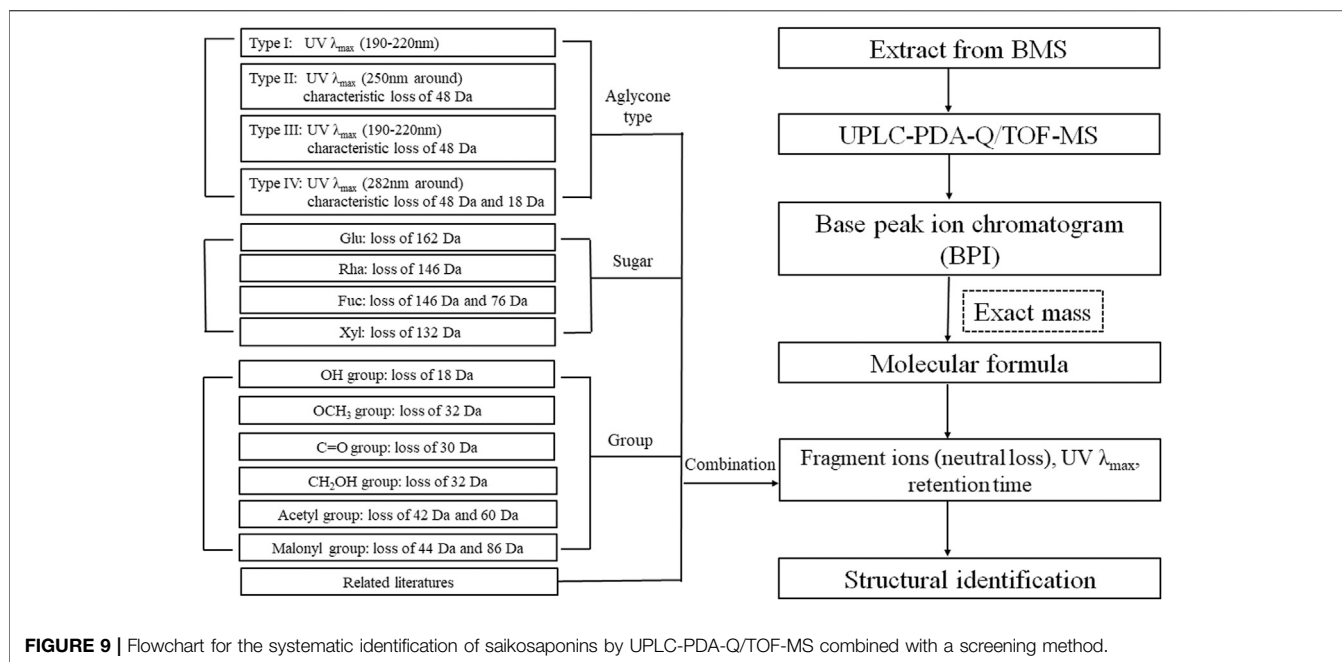 Type I: UV λmax (190-220nm)
Type II: UV λmax (250nm around)
characteristic loss of 48 Da
Type III: UV λmax (190-220nm)
characteristic loss of 48 Da
Type IV: UV λmax (282nm around)
characteristic loss of 48 Da and 18 Da
Aglycone
type
Glu: loss of 162 Da
Rha: loss of 146 Da
Fuc: loss of 146 Da and 76 Da
Xyl: loss of 132 Da
Sugar
OH group: loss of 18 Da
OCH3 group: loss of 32 Da
C=O group: loss of 30 Da
CH2OH group: loss of 32 Da
Acetyl group: loss of 42 Da and 60 Da
Malonyl group: loss of 44 Da and 86 Da
Group
Related literatures
Combination
Extract from BMS
UPLC-PDA-Q/TOF-MS
Base peak ion chromatogram
(BPI)
Exact mass
Molecular formula
Fragment ions (neutral loss), UV λmax,
retention time
Structural identification
FIGURE 9 | Flowchart for the systematic identification of saikosaponins by UPLC-PDA-Q/TOF-MS combined with a screening method.